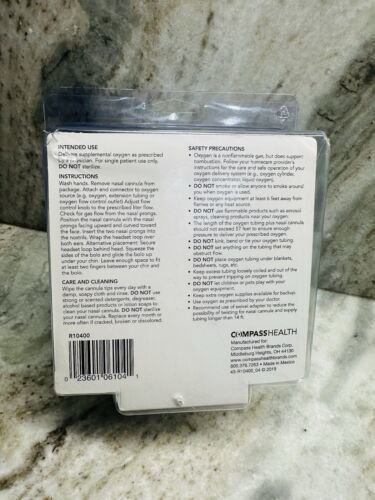 INTENDED USE
Delivers supplemental oxygen as prescribed
by a physician. For single patient use only.
DO NOT sterilize.
INSTRUCTIONS
Wash hands. Remove nasal cannula from
package. Attach end connector to oxygen
source (e.g. oxygen, extension tubing or
oxygen flow control outlet) Adjust flow
control knob to the prescribed liter flow.
Check for gas flow from the nasal prongs.
Position the nasal cannula with the nasal
prongs facing upward and curved toward
the face. Insert the two nasal prongs into
the nostrils. Wrap the headset loop over
both ears. Alternative placement: Secure
headset loop behind head. Squeeze the
sides of the bolo and glide the bolo up
under your chin. Leave enough space to fit
at least two fingers between your chin and
the bolo.
CARE AND CLEANING
Wipe the cannula tips every day with a
damp, soapy cloth and rinse. DO NOT use
strong or scented detergents, degreaser,
alcohol based products or iodine soaps to
clean your nasal cannula. DO NOT sterilize
your nasal cannula. Replace every month or
more often if cracked, broken or discolored.
R10400
0 23601 06104 1
SAFETY PRECAUTIONS
• Oxygen is a nonflammable gas, but does support
combustion. Follow your homecare provider's
instructions for the care and safe operation of your
oxygen delivery system (e.g., oxygen cylinder,
oxygen concentrator, liquid oxygen).
• DO NOT smoke or allow anyone to smoke around
you when oxygen is used.
• Keep oxygen equipment at least 6 feet away from
flames or any heat source.
• DO NOT use flammable products such as aerosol
sprays, cleaning products near your oxygen.
• The length of the oxygen tubing plus nasal cannula
should not exceed 57 feet to ensure enough
pressure to deliver your prescribed oxygen.
• DO NOT kink, bend or tie your oxygen tubing.
• DO NOT set anything on the tubing that may
obstruct flow.
• DO NOT place oxygen tubing under blankets,
bedsheets, rugs, etc.
• Keep excess tubing loosely coiled and out of the
way to prevent tripping on oxygen tubing.
• DO NOT let children or pets play with your
oxygen equipment.
• Keep extra oxygen supplies available for backup.
• Use oxygen as prescribed by your doctor.
• Recommend use of swivel adapter to reduce the
possibility of twisting for nasal cannula and supply
tubing longer than 14 ft.
COMPASSHEALTH
Manufactured for:
Compass Health Brands Corp.
Middleburg Heights, OH 44130
www.compasshealthbrands.com
800.376.7263 • Made in Mexico
45-R10400_04 © 2019